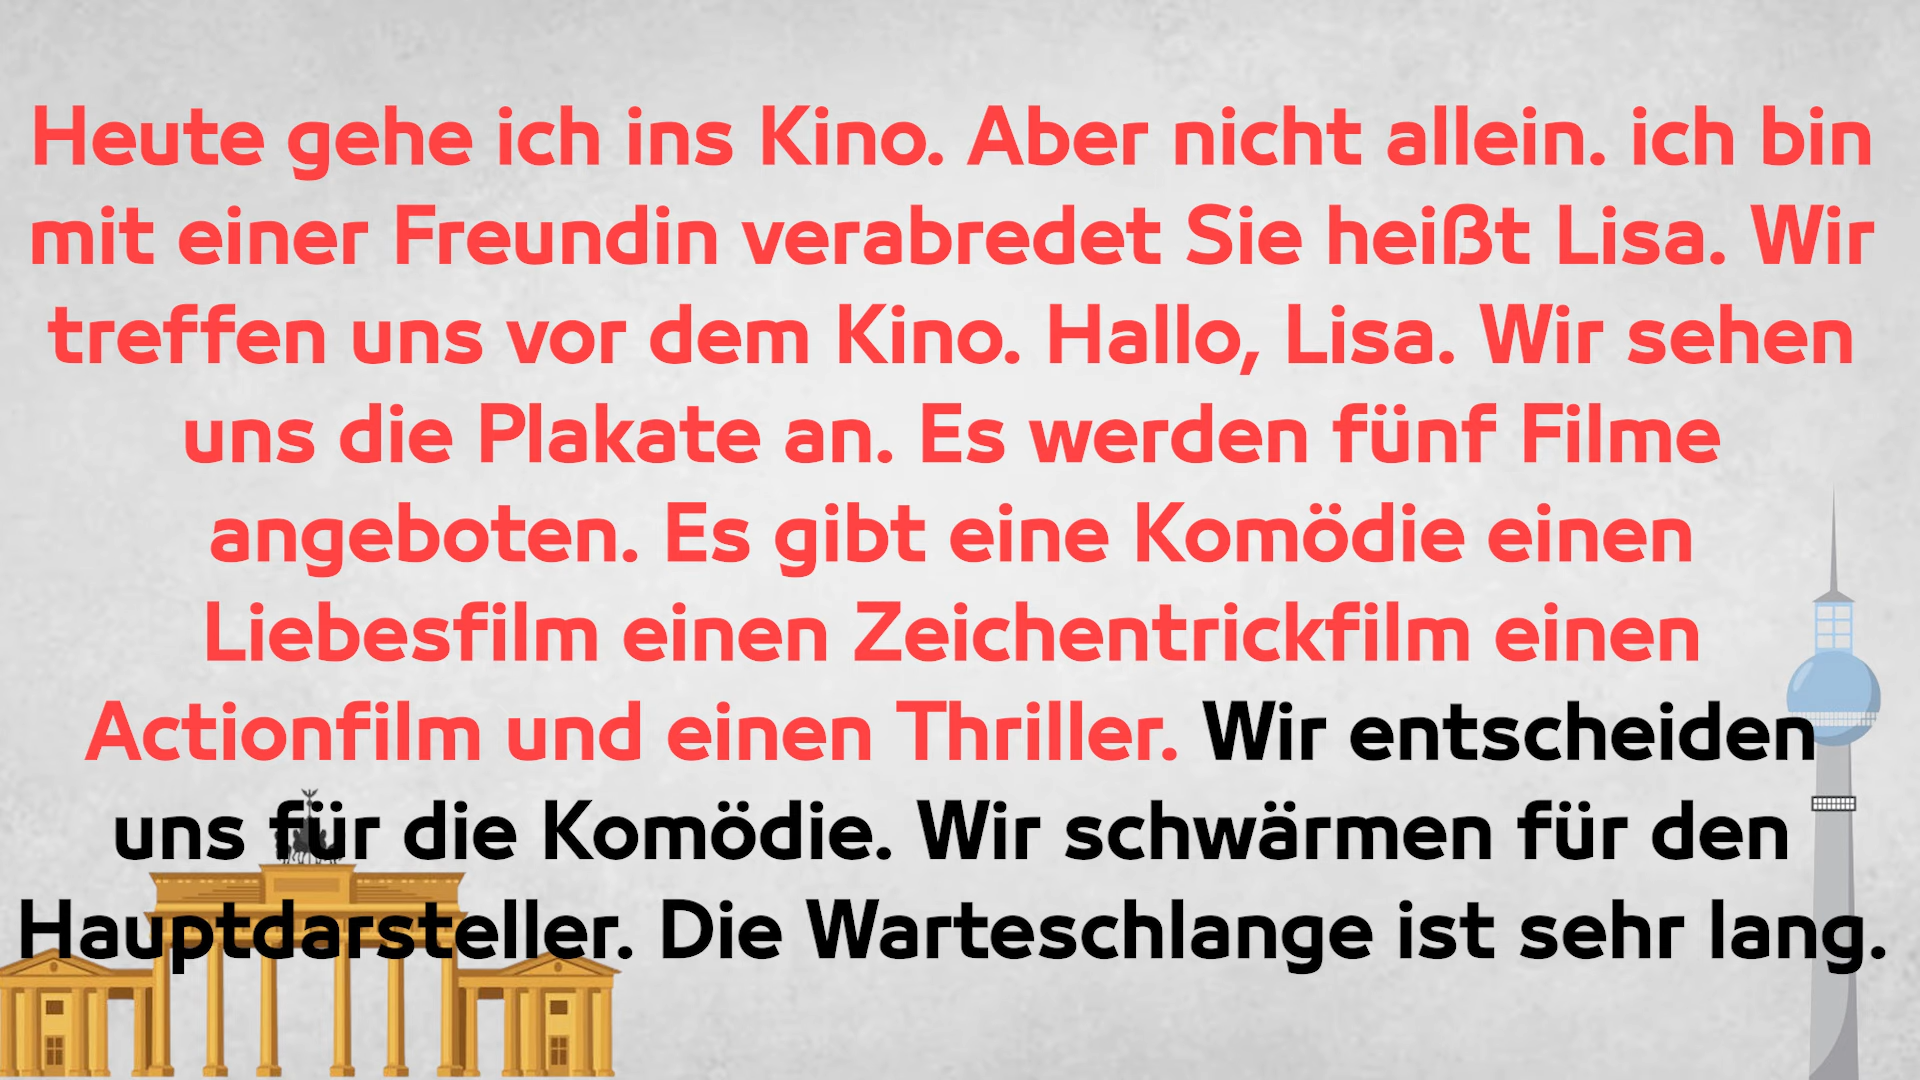 Heute gehe ich ins Kino. Aber nicht allein. ich bin
mit einer Freundin verabredet Sie heißt Lisa. Wir
treffen uns vor dem Kino. Hallo, Lisa. Wir sehen
uns die Plakate an. Es werden fünf Filme
angeboten. Es gibt eine Komödie einen
Liebesfilm einen Zeichentrickfilm einen
Actionfilm und einen Thriller. Wir entscheiden
uns für die Komödie. Wir schwärmen für den
Hauptdarsteller. Die Warteschlange ist sehr lang.